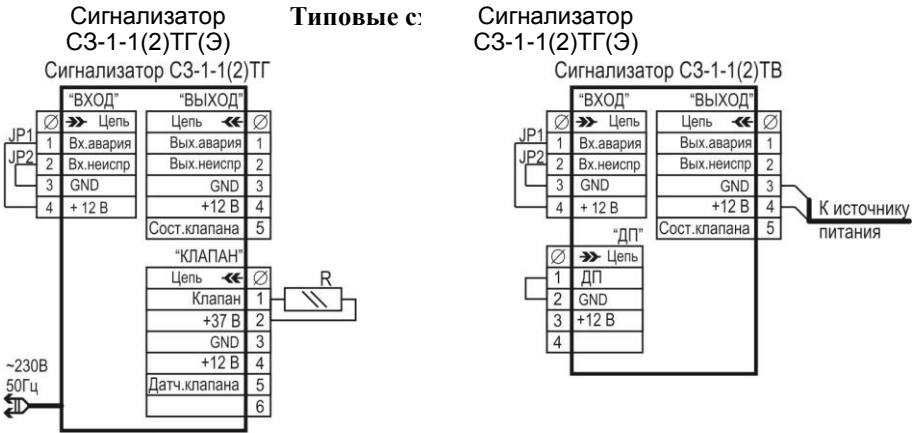 Сигнализатор
СЗ-1-1(2)ТГ(Э)
Типовые с
Сигнализатор
СЗ-1-1(2)ТГ(Э)
Сигнализатор СЗ-1-1(2)ТГ
"ВХОД" "ВЫХОД"
∅ Цепь Цепь ∅
JP1 1 Вх.авария Вых.авария 1
JP2 2 Вх.неиспр Вых.неиспр 2
3 GND GND 3
4 + 12 В +12 В 4
Сост.клапана 5
"КЛАПАН"
Цепь ∅
R
Клапан 1
+37 В 2
GND 3
+12 В 4
Датч.клапана 5
6
~230В
50Гц
Сигнализатор СЗ-1-1(2)ТВ
"ВХОД" "ВЫХОД"
∅ Цепь Цепь ∅
JP1 1 Вх.авария Вых.авария 1
JP2 2 Вх.неиспр Вых.неиспр 2
3 GND GND 3
4 + 12 В +12 В 4
Сост.клапана 5
К источнику
питания
"ДП"
∅ Цепь
1 ДП
2 GND
3 +12 В
4